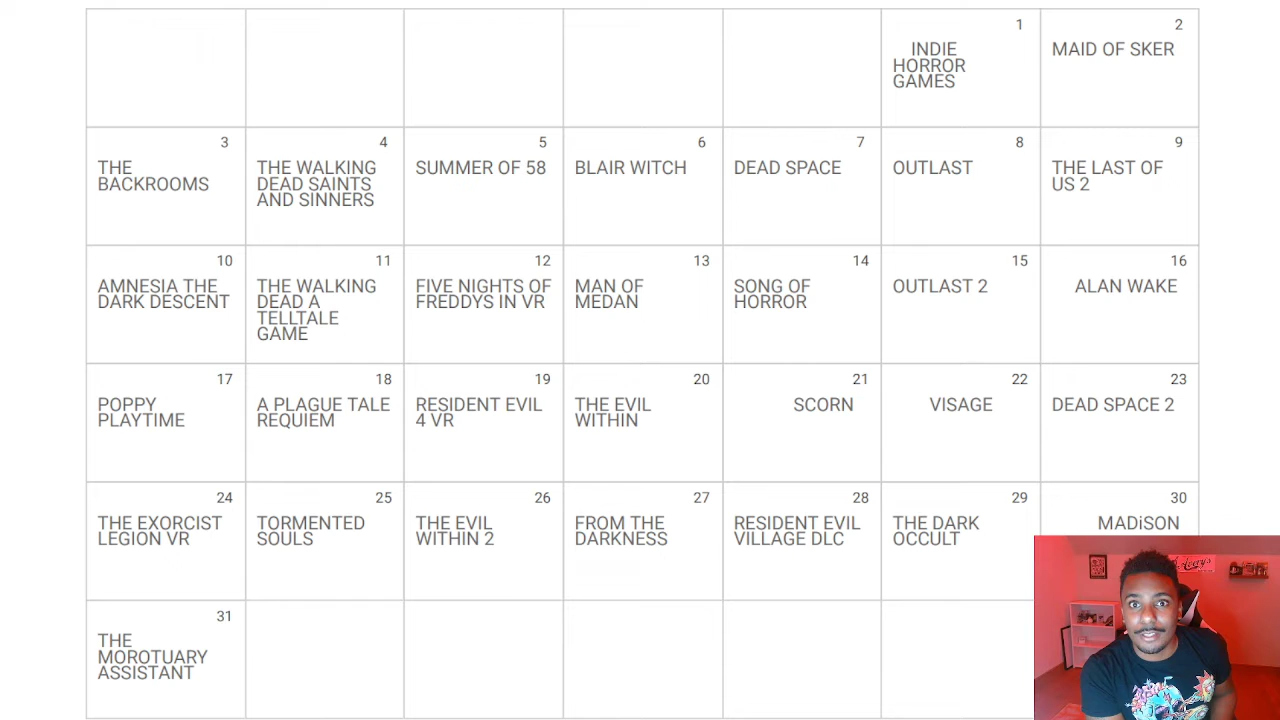 1
INDIE
HORROR
GAMES
2
MAID OF SKER
3
THE
BACKROOMS
4
THE WALKING
DEAD SAINTS
AND SINNERS
5
SUMMER OF 58
6
BLAIR WITCH
7
DEAD SPACE
8
OUTLAST
9
THE LAST OF
US 2
10
AMNESIA THE
DARK DESCENT
11
THE WALKING
DEAD A
TELLTALE
GAME
12
FIVE NIGHTS OF
FREDDYS IN VR
13
MAN OF
MEDAN
14
SONG OF
HORROR
15
OUTLAST 2
16
ALAN WAKE
17
POPPY
PLAYTIME
18
A PLAGUE TALE
REQUIEM
19
RESIDENT EVIL
4 VR
20
THE EVIL
WITHIN
21
SCORN
22
VISAGE
23
DEAD SPACE 2
24
THE EXORCIST
LEGION VR
25
TORMENTED
SOULS
26
THE EVIL
WITHIN 2
27
FROM THE
DARKNESS
28
RESIDENT EVIL
VILLAGE DLC
29
THE DARK
OCCULT
30
MADiSON
31
THE
MOROTUARY
ASSISTANT